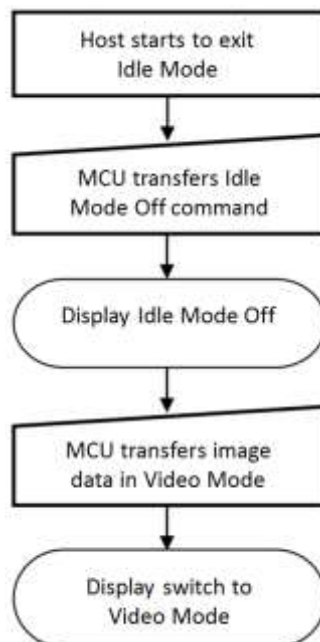 Host starts to exit
Idle Mode
MCU transfers Idle
Mode Off command
Display Idle Mode Off
MCU transfers image
data in Video Mode
Display switch to
Video Mode